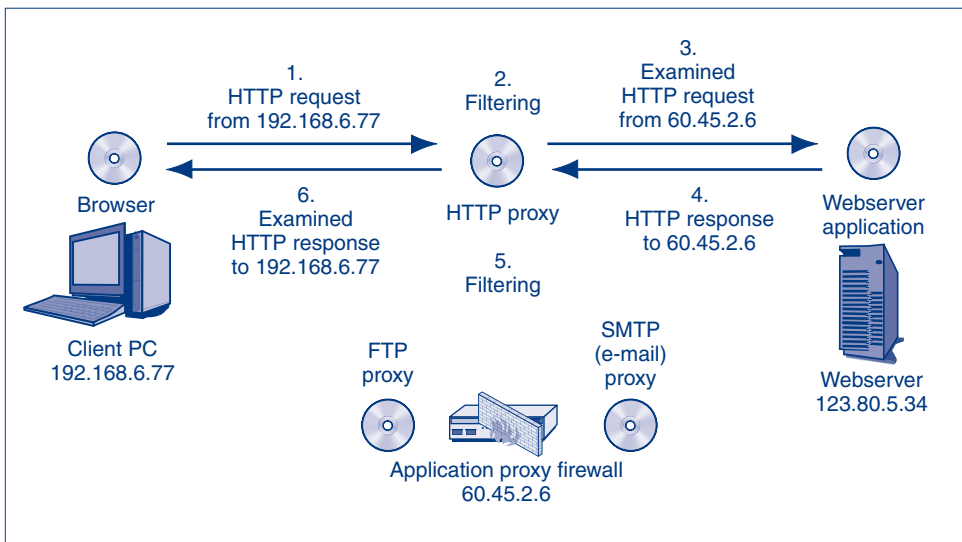 1.
HTTP request
from 192.168.6.77
2.
Filtering
3.
Examined
HTTP request
from 60.45.2.6
Browser
6.
Examined
HTTP response
to 192.168.6.77
HTTP proxy
4.
HTTP response
to 60.45.2.6
Webserver
application
5.
Filtering
Client PC
192.168.6.77
FTP
proxy
SMTP
(e-mail)
proxy
Webserver
123.80.5.34
Application proxy firewall
60.45.2.6